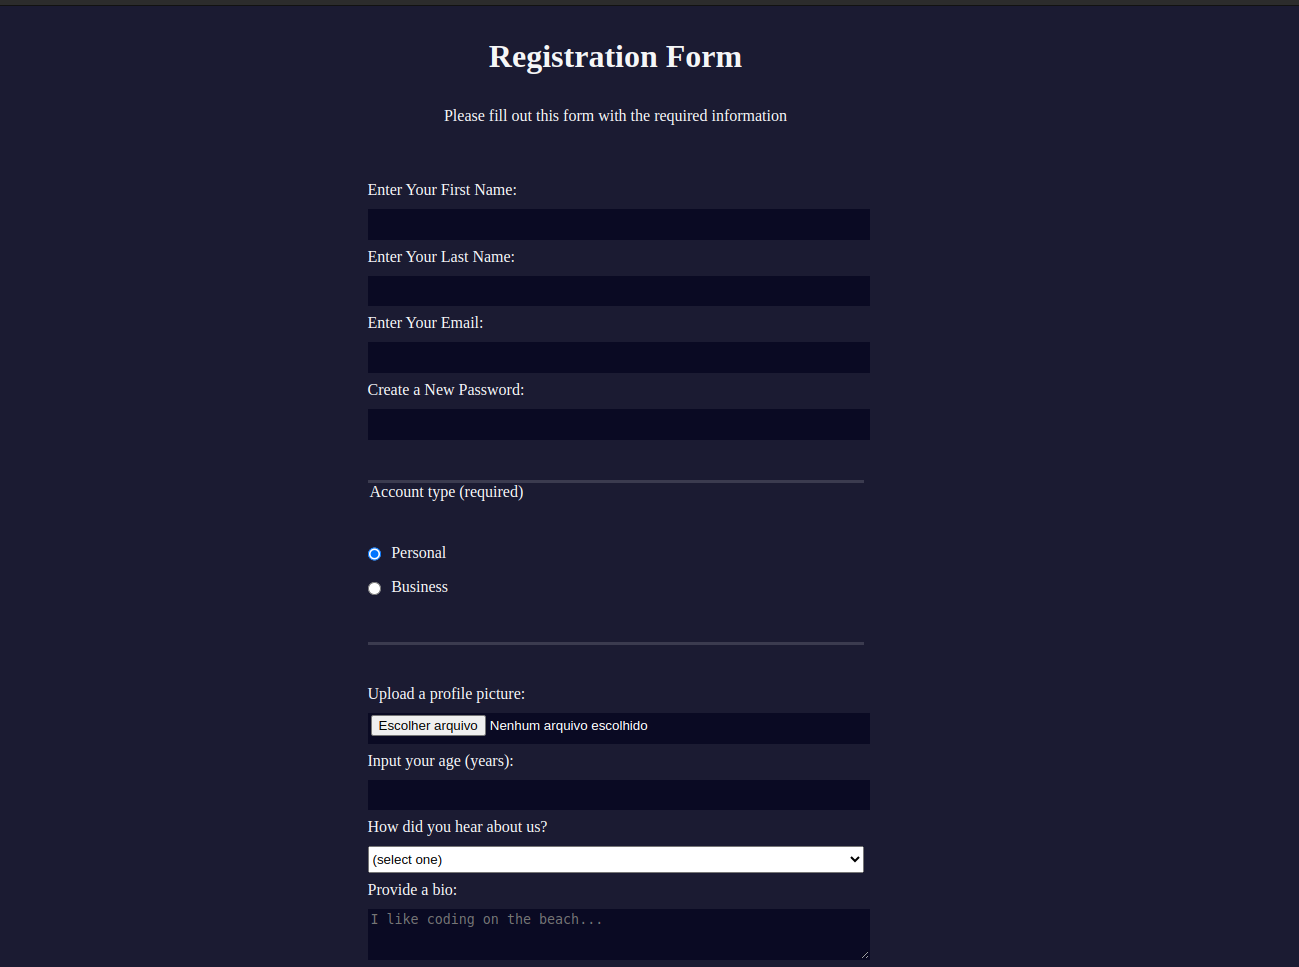 Registration Form
Please fill out this form with the required information
Enter Your First Name:
Enter Your Last Name:
Enter Your Email:
Create a New Password:
Account type (required)
Personal
Business
Upload a profile picture:
Escolher arquivo Nenhum arquivo escolhido
Input your age (years):
How did you hear about us?
(select one)
Provide a bio:
I like coding on the beach...